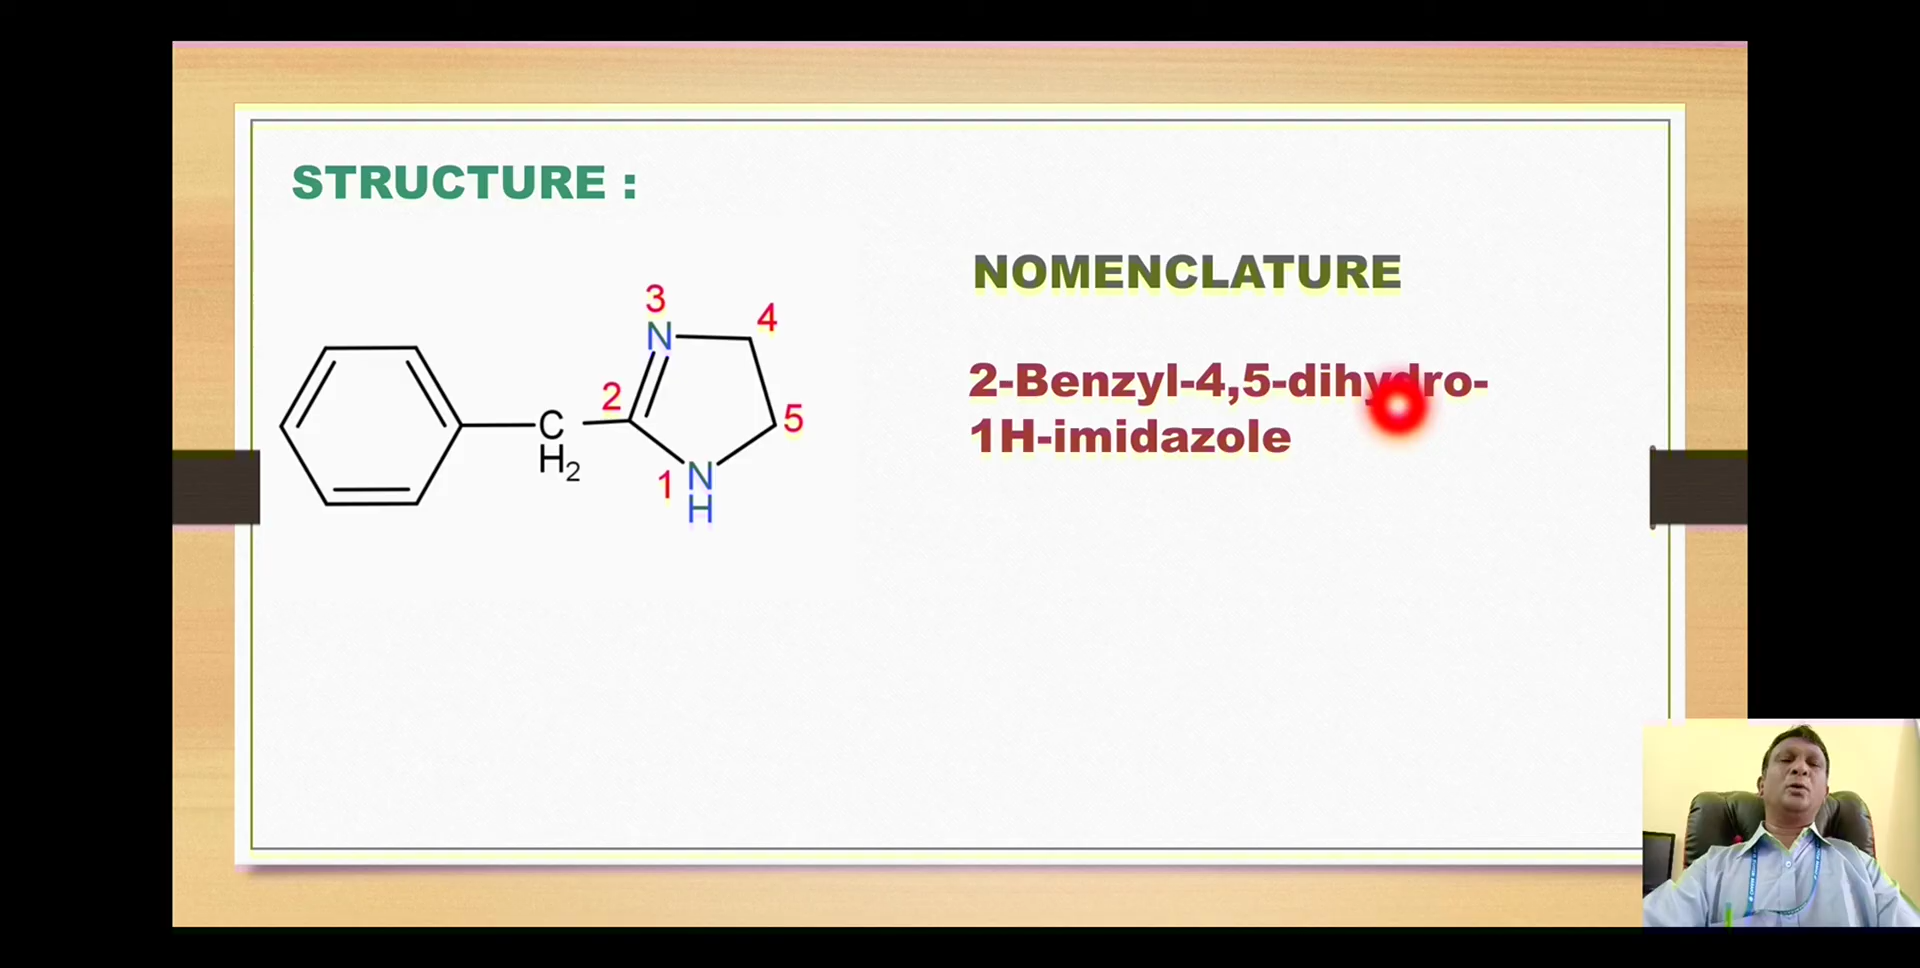 STRUCTURE :
NOMENCLATURE
2-Benzyl-4,5-dihydro-
1H-imidazole
3
N
4
2
C
H2
5
1
N
H